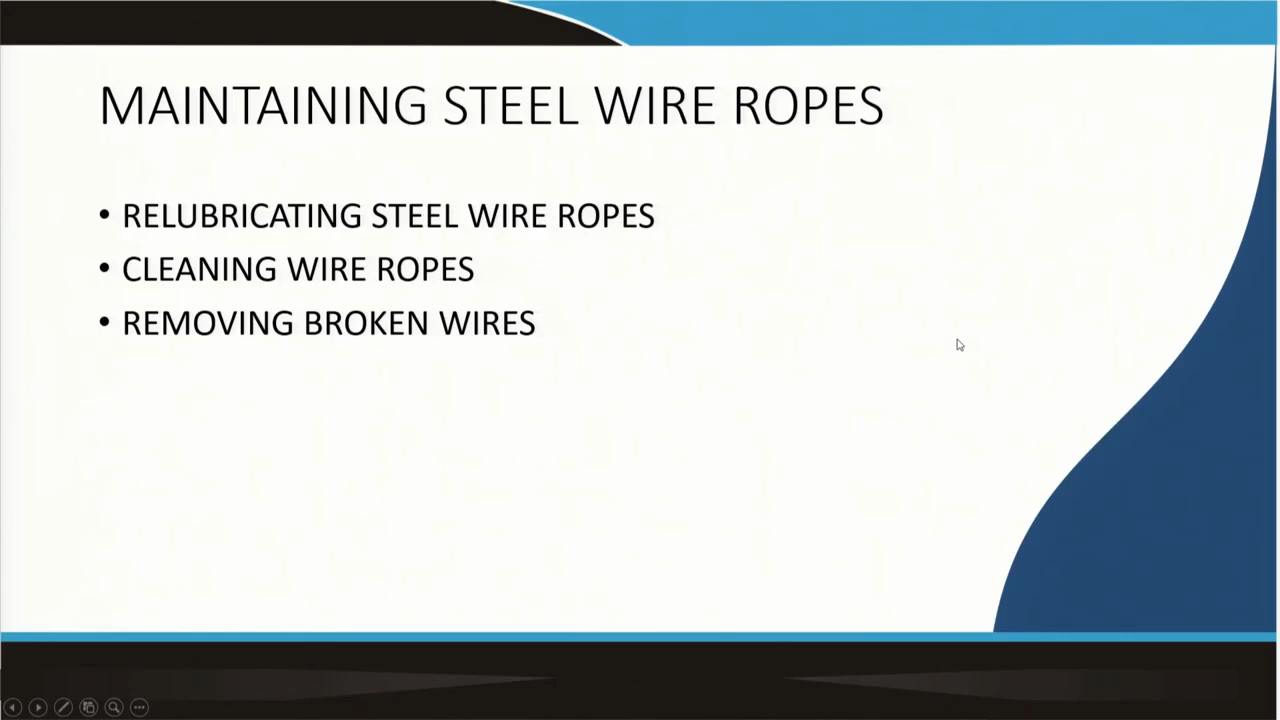 MAINTAINING STEEL WIRE ROPES
• RELUBRICATING STEEL WIRE ROPES
• CLEANING WIRE ROPES
• REMOVING BROKEN WIRES